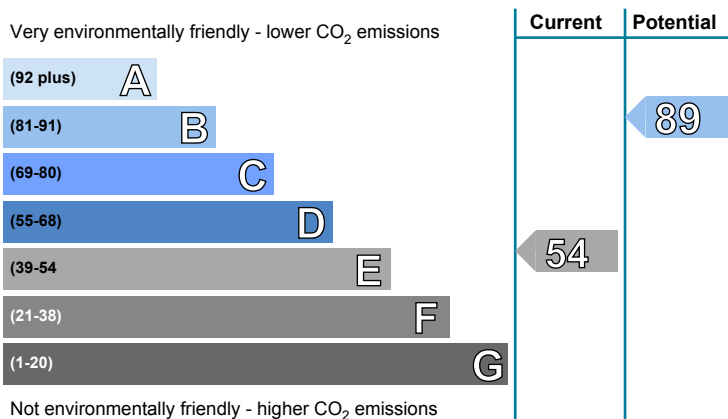 Current Potential
Very environmentally friendly - lower CO2 emissions
(92 plus) A
(81-91) B
89
(69-80) C
(55-68) D
(39-54 E
54
(21-38) F
(1-20) G
Not environmentally friendly - higher CO2 emissions